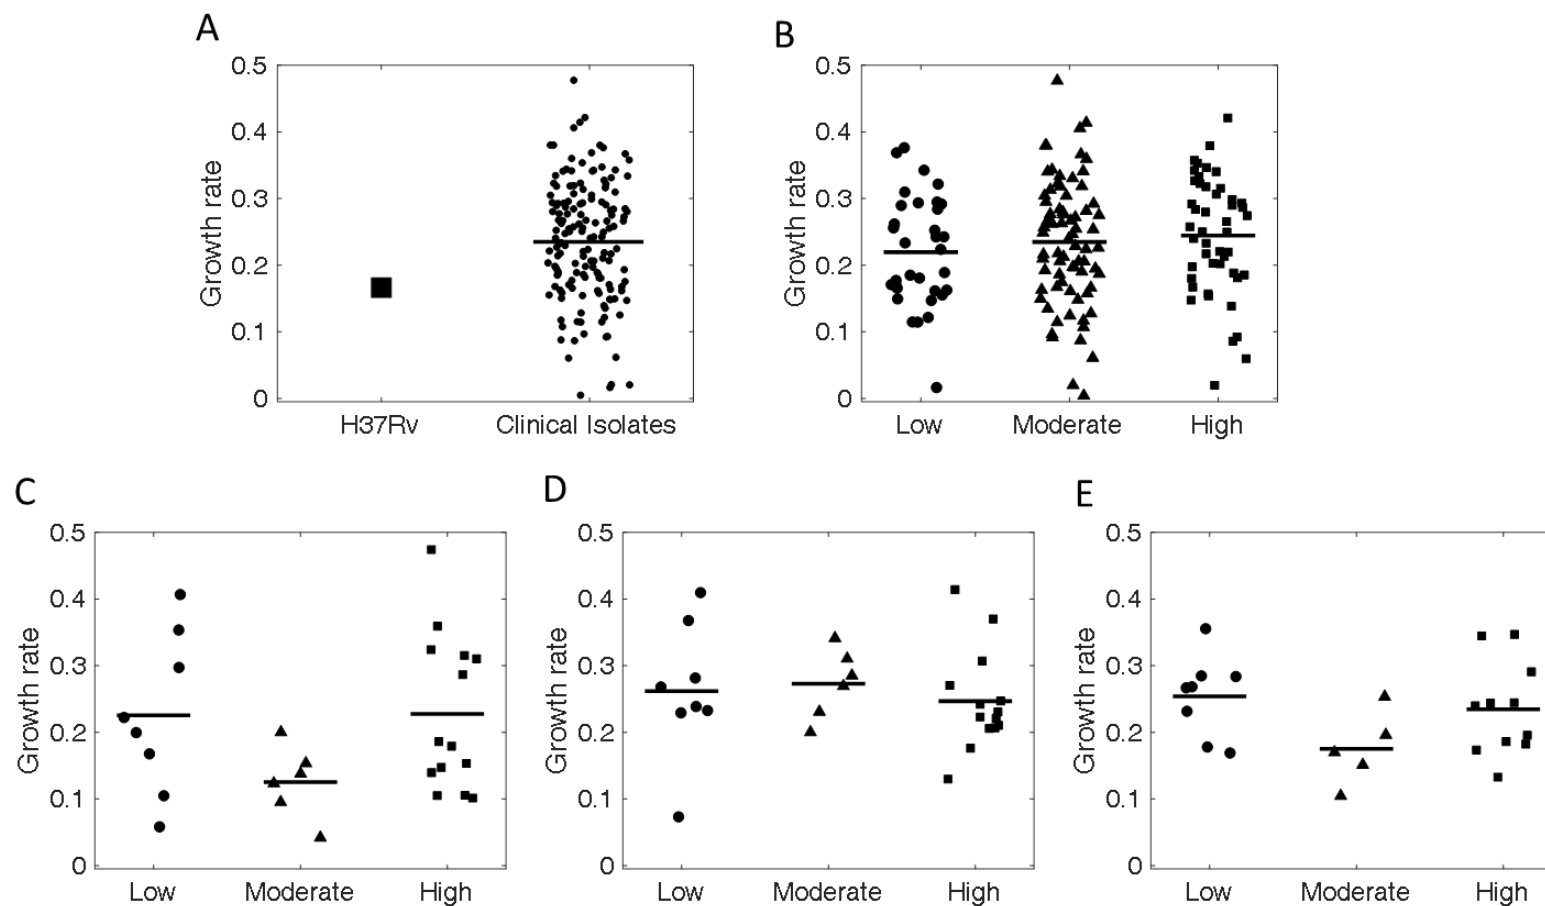 A
B
0.5
0.4
0.3
0.2
0.1
0
Growth rate
H37Rv
Clinical Isolates
0.5
0.4
0.3
0.2
0.1
0
Growth rate
Low
Moderate
High
C
D
E
0.5
0.4
0.3
0.2
0.1
0
Growth rate
Low
Moderate
High
0.5
0.4
0.3
0.2
0.1
0
Growth rate
Low
Moderate
High
0.5
0.4
0.3
0.2
0.1
0
Growth rate
Low
Moderate
High